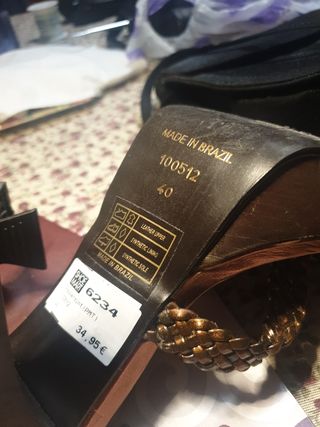 MADE IN BRAZIL
100512
40
LEATHER UPPER
SYNTHETIC LINING
SYNTHETIC SOLE
MADE IN BRAZIL
6234
34,95€